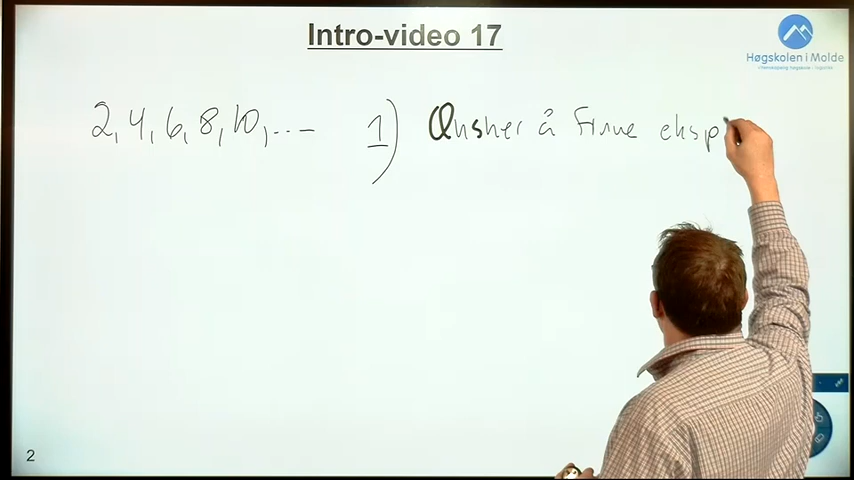 Intro-video 17
Høgskolen i Molde
2, 4, 6, 8, 10, ... 1) Ønsker å finne eksp
2